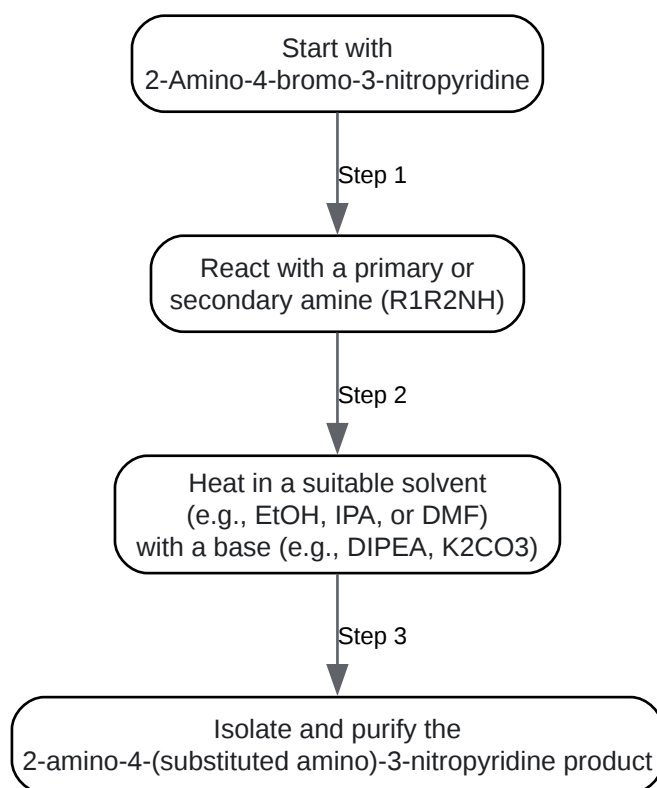 Start with
2-Amino-4-bromo-3-nitropyridine
Step 1
React with a primary or
secondary amine (R1R2NH)
Step 2
Heat in a suitable solvent
(e.g., EtOH, IPA, or DMF)
with a base (e.g., DIPEA, K2CO3)
Step 3
Isolate and purify the
2-amino-4-(substituted amino)-3-nitropyridine product